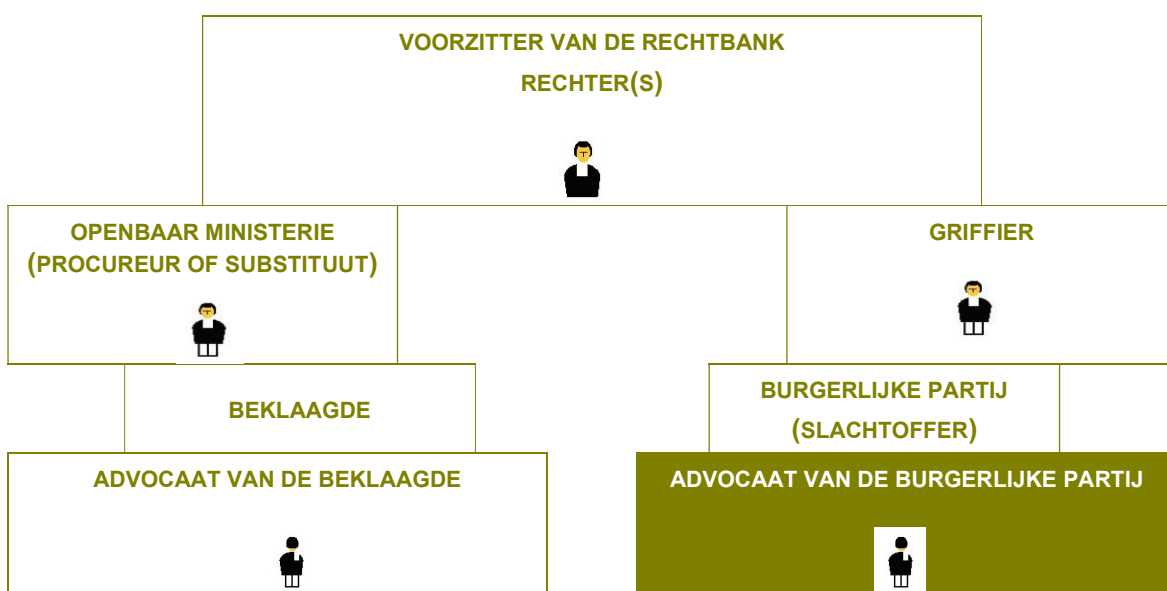 VOORZITTER VAN DE RECHTBANK
RECHTER(S)
OPENBAAR MINISTERIE
(PROCUREUR OF SUBSTITUUT)
GRIFFIER
BEKLAAGDE
BURGERLIJKE PARTIJ
(SLACHTOFFER)
ADVOCAAT VAN DE BEKLAAGDE
ADVOCAAT VAN DE BURGERLIJKE PARTIJ